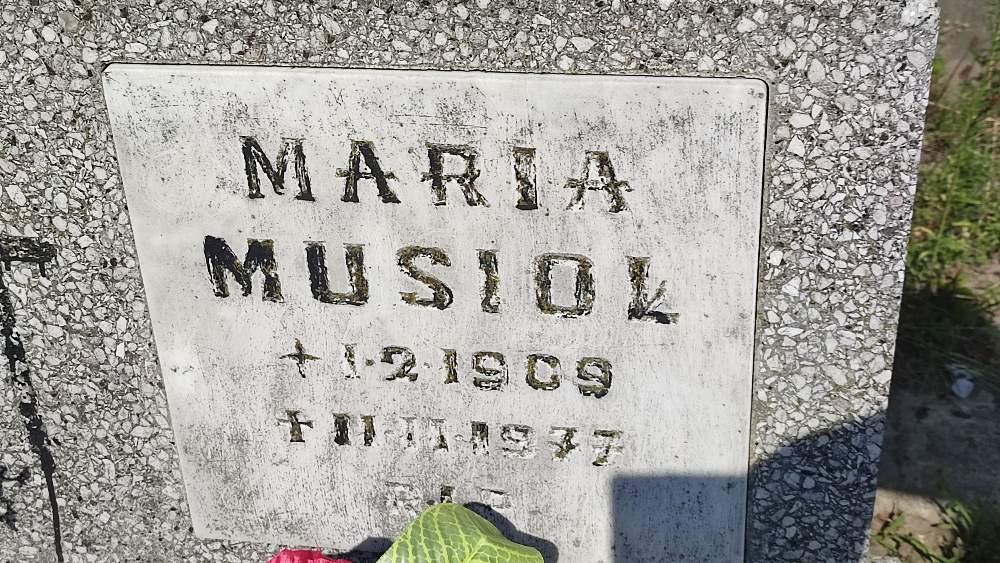 MARIA
MUSIOŁ
✦ 1·2·1909
† 11·11·1977